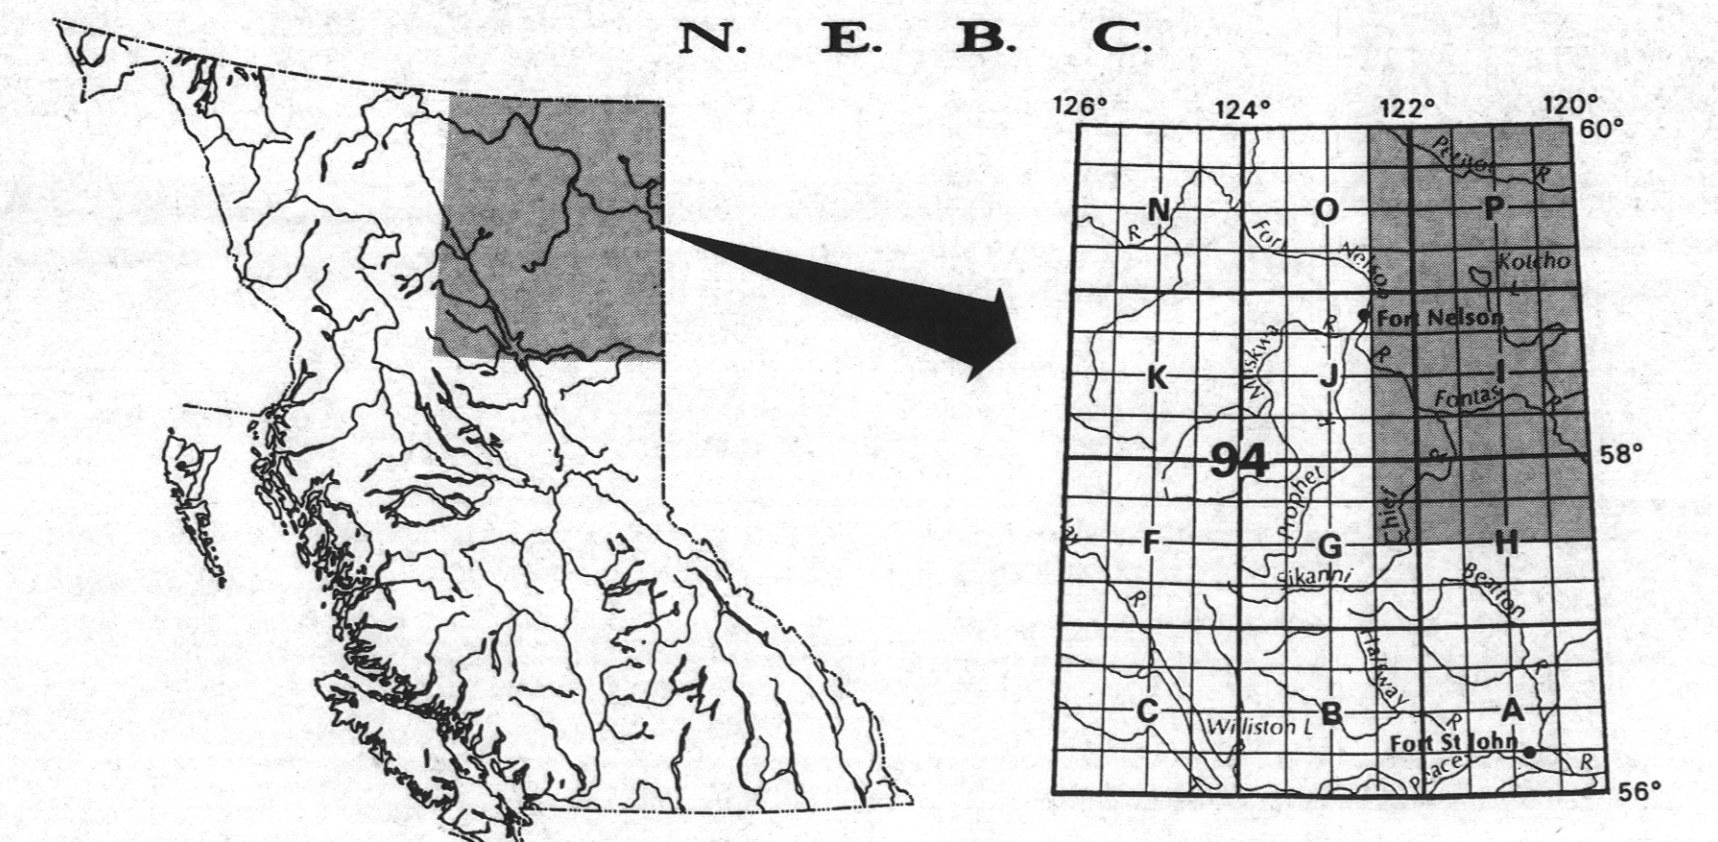 N. E. B. C.
126° 124° 122° 120°
60°
Petitot R
N O P
R
Fort Nelson
Kotcho L
Fort Nelson
R
Muskwa
R
K J I
Fontas R
R
94
58°
R
Prophet
Chief
F G H
Sikanni
Beatton
R
Halfway
R
C B A
Williston L
R
Fort St John
Peace R
56°